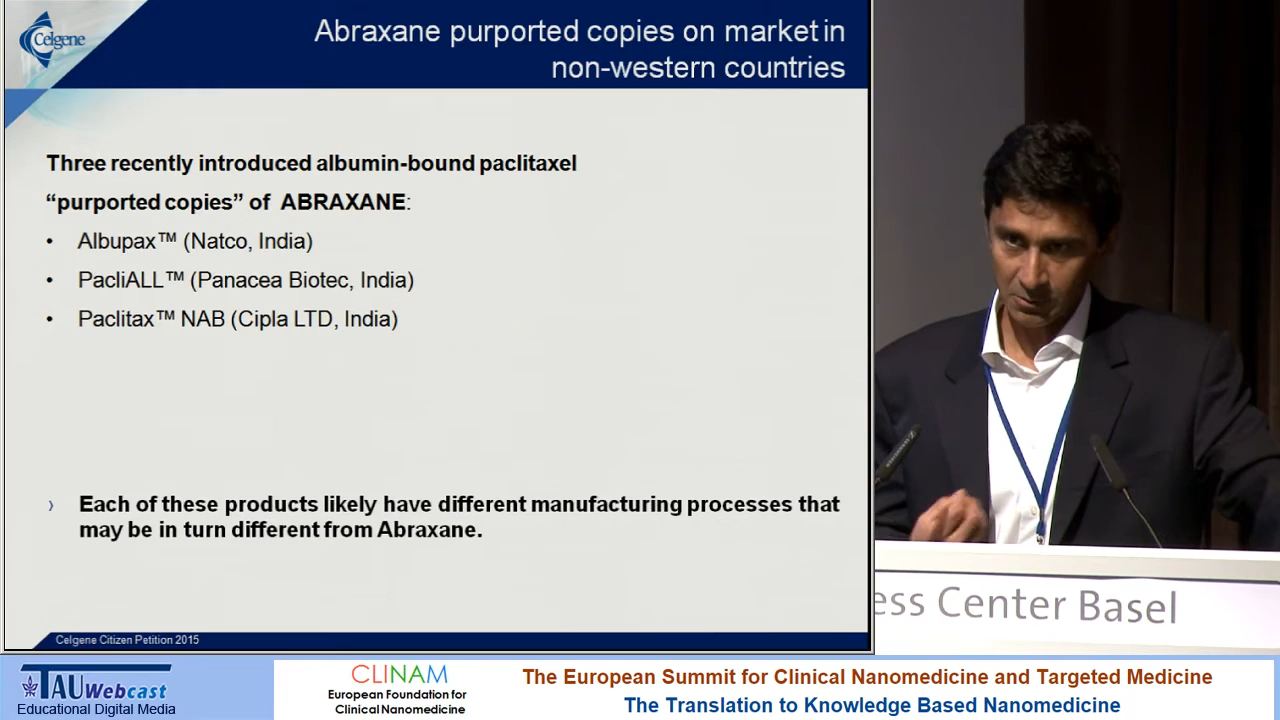 Celgene
Abraxane purported copies on market in
non-western countries
Three recently introduced albumin-bound paclitaxel
“purported copies” of ABRAXANE:
• Albupax™ (Natco, India)
• PacliALL™ (Panacea Biotec, India)
• Paclitax™ NAB (Cipla LTD, India)
› Each of these products likely have different manufacturing processes that
may be in turn different from Abraxane.
Celgene Citizen Petition 2015
ess Center Basel
TAU Webcast
Educational Digital Media
CLINAM
European Foundation for
Clinical Nanomedicine
The European Summit for Clinical Nanomedicine and Targeted Medicine
The Translation to Knowledge Based Nanomedicine